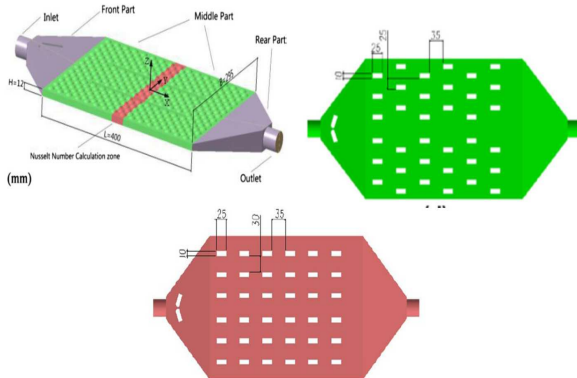 Inlet
Front Part
Middle Part
Rear Part
Z
Y
X
H=12
L=400
Nusselt Number Calculation zone
Outlet
(mm)
25
35
10
25
30
35
10